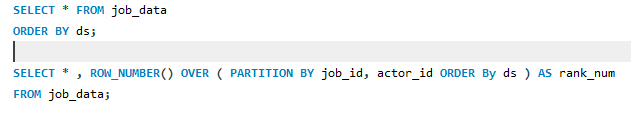 SELECT * FROM job_data
ORDER BY ds;
SELECT * , ROW_NUMBER() OVER ( PARTITION BY job_id, actor_id ORDER By ds ) AS rank_num
FROM job_data;